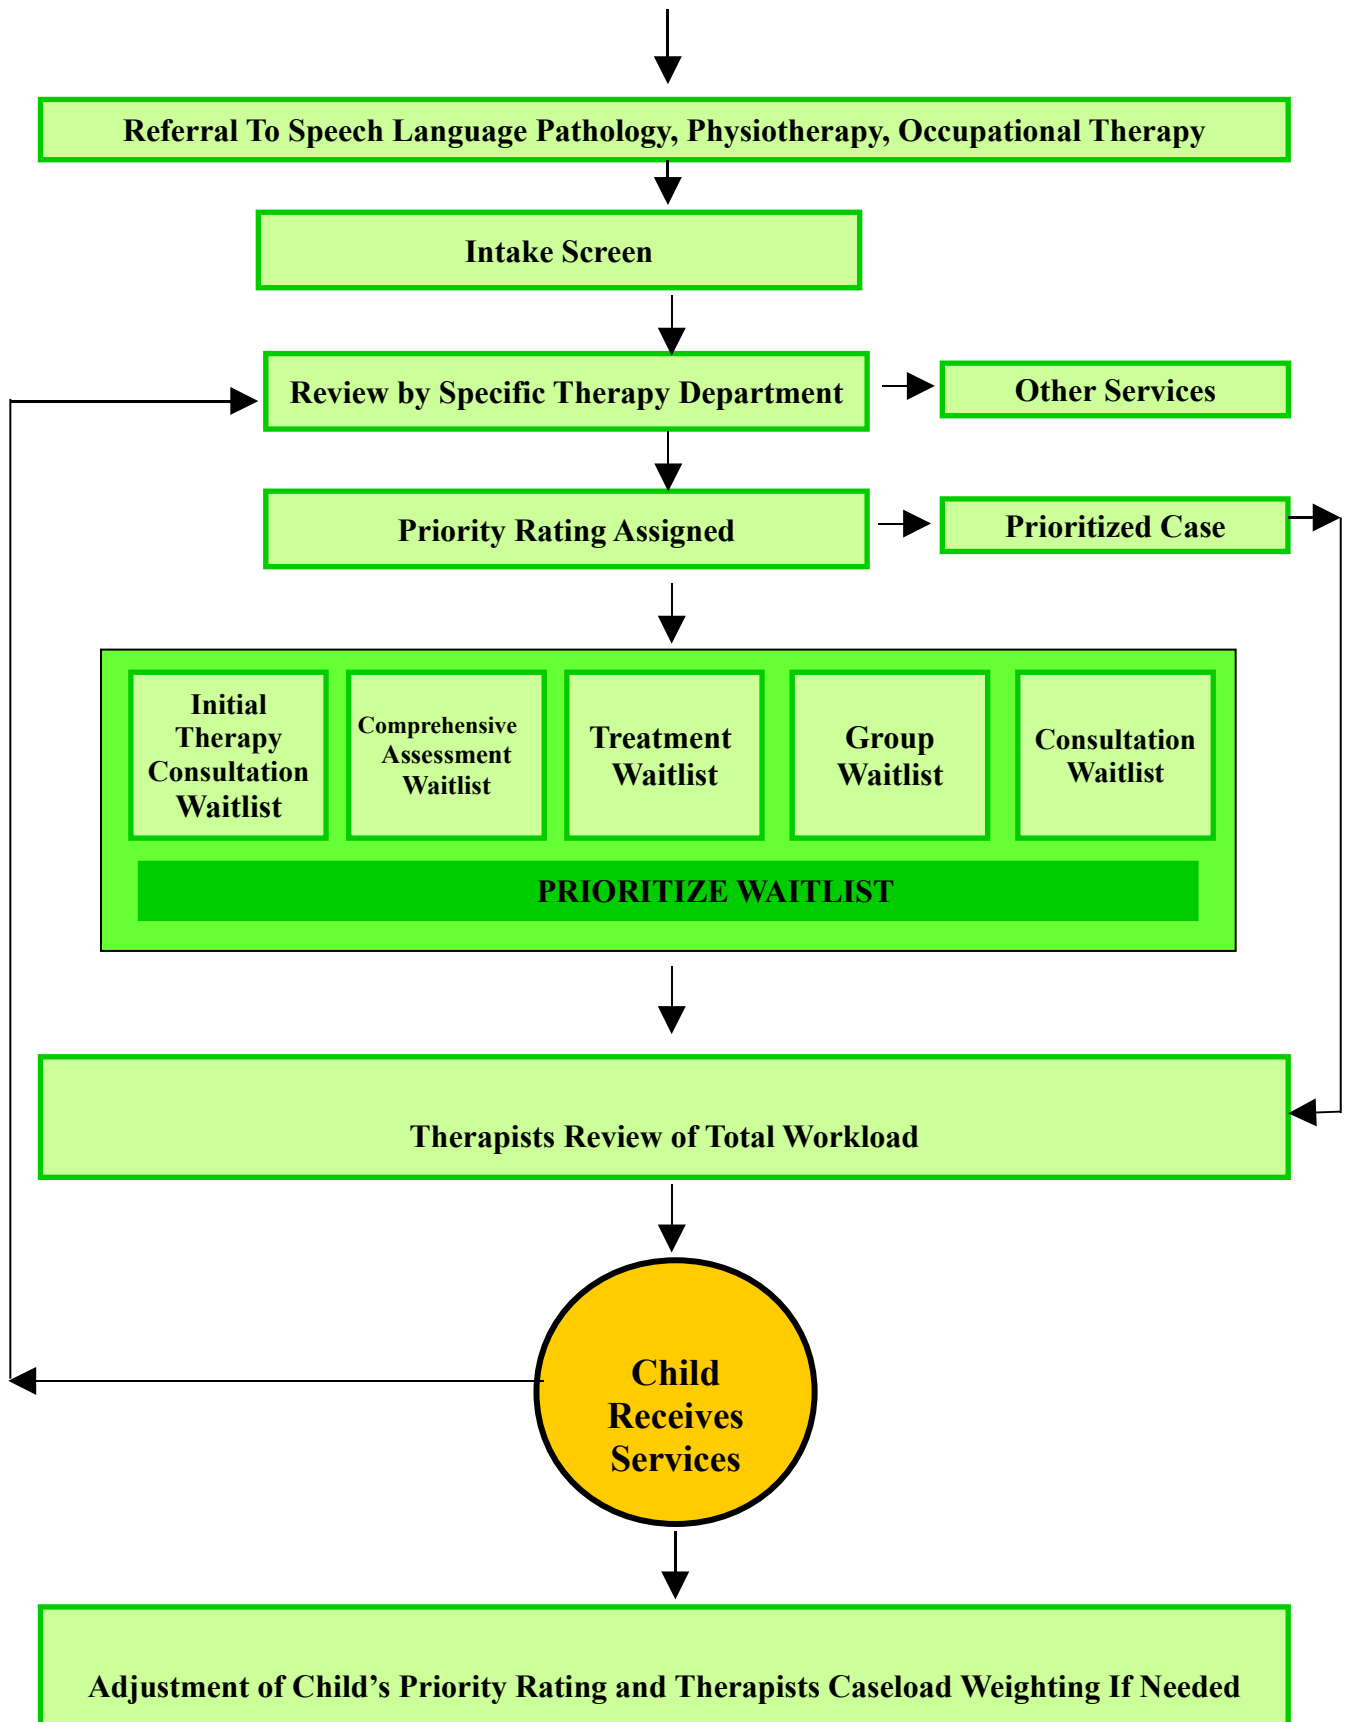 Referral To Speech Language Pathology, Physiotherapy, Occupational Therapy
Intake Screen
Review by Specific Therapy Department
Other Services
Priority Rating Assigned
Prioritized Case
Initial
Therapy
Consultation
Waitlist
Comprehensive
Assessment
Waitlist
Treatment
Waitlist
Group
Waitlist
Consultation
Waitlist
PRIORITIZE WAITLIST
Therapists Review of Total Workload
Child
Receives
Services
Adjustment of Child’s Priority Rating and Therapists Caseload Weighting If Needed